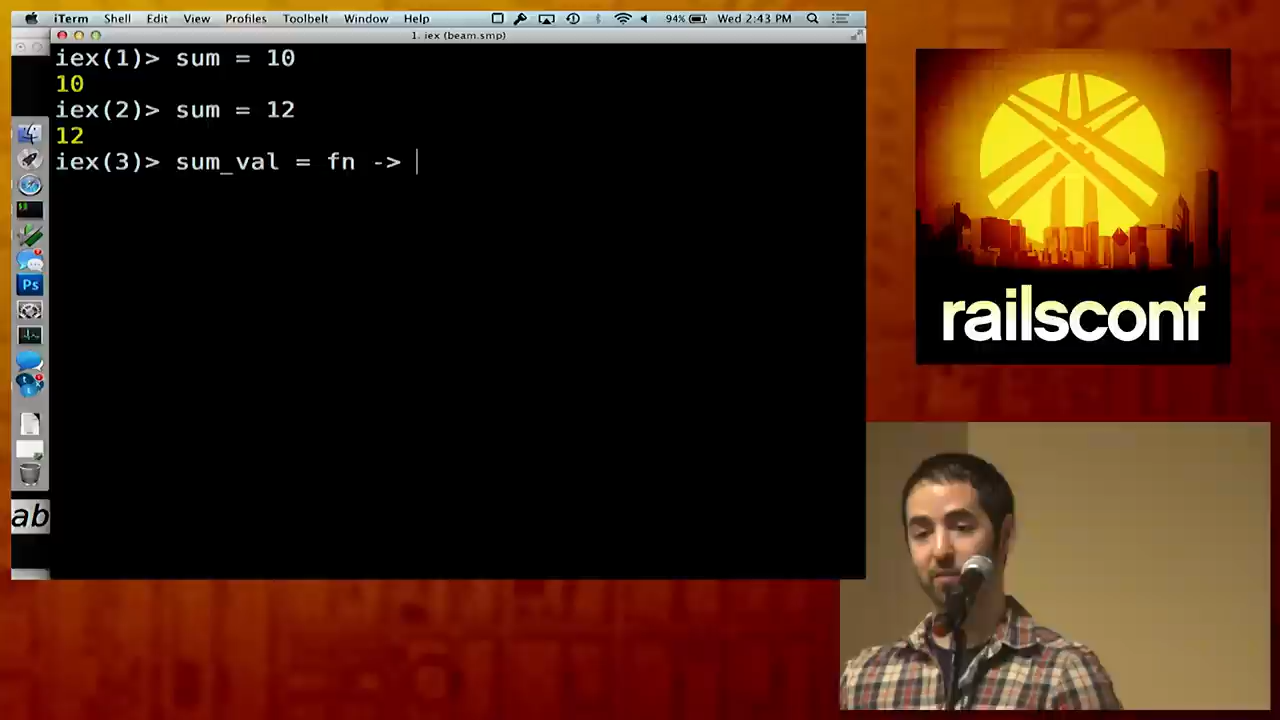 iTerm Shell Edit View Profiles Toolbelt Window Help 94% Wed 2:43 PM
1. iex (beam.smp)
iex(1)> sum = 10
10
iex(2)> sum = 12
12
iex(3)> sum_val = fn ->
Ps
ab
railsconf